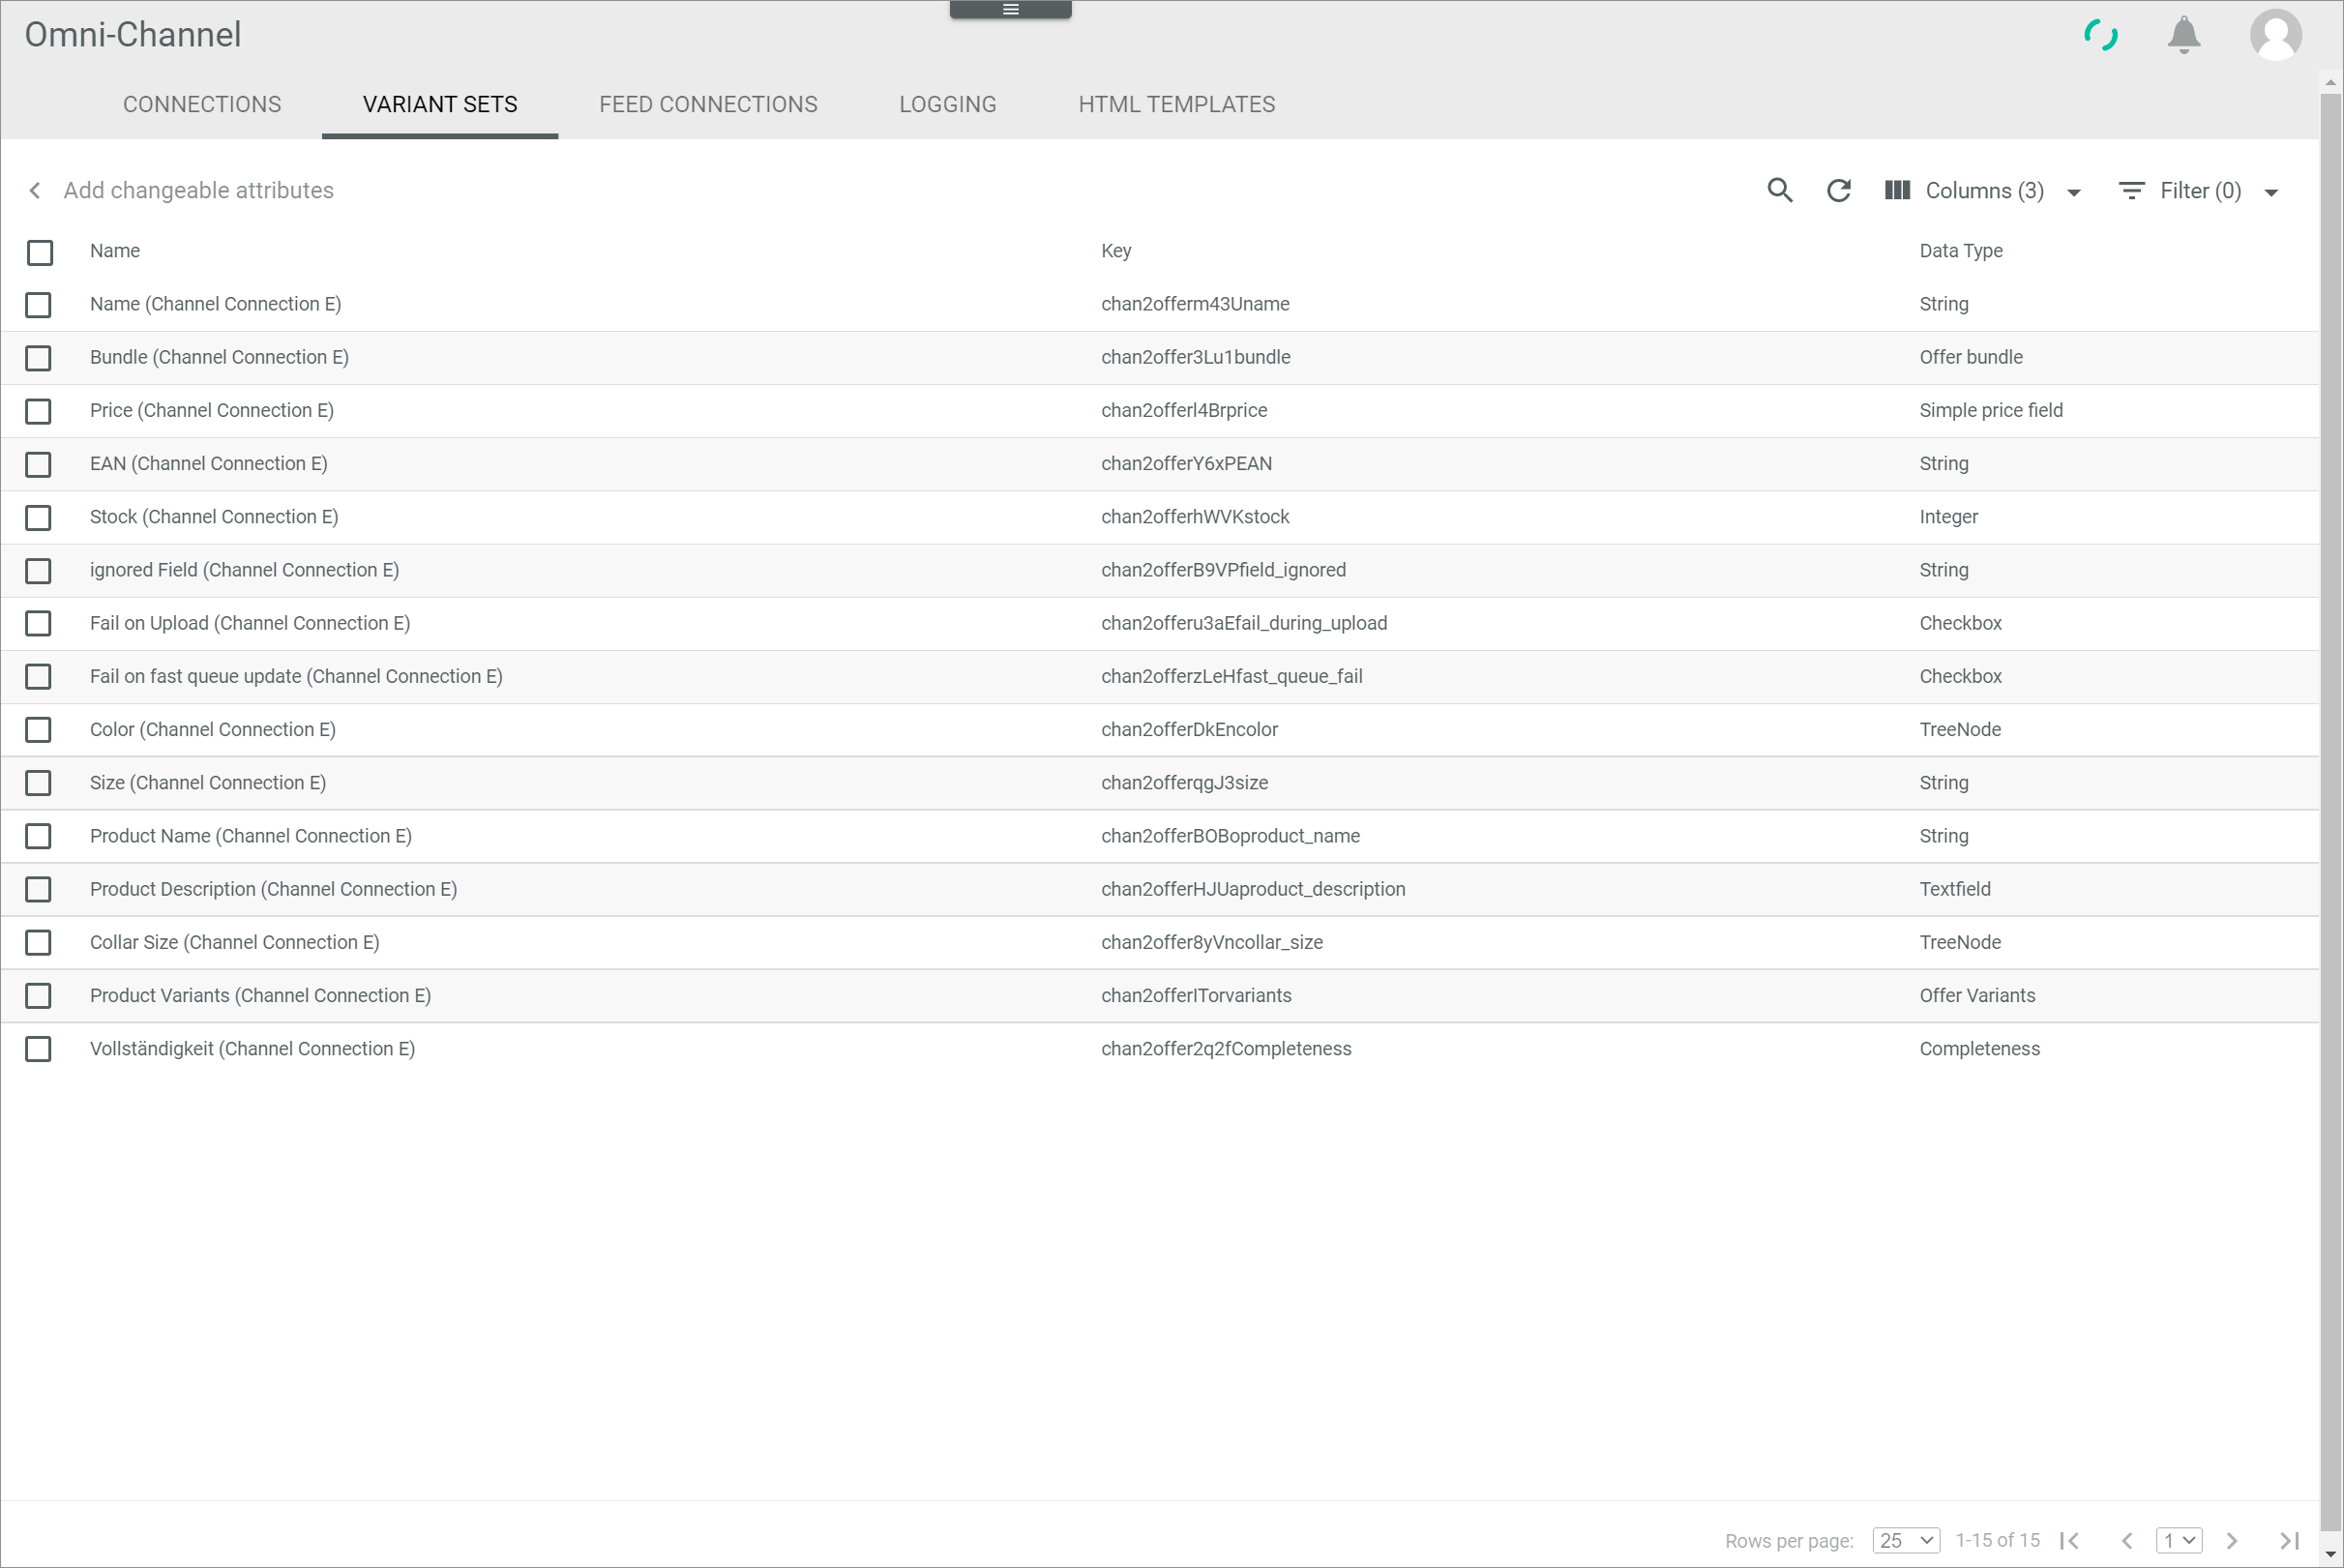 Omni-Channel
CONNECTIONS VARIANT SETS FEED CONNECTIONS LOGGING HTML TEMPLATES
Add changeable attributes Columns (3) Filter (0)
Name Key Data Type
Name (Channel Connection E) chan2offerm43Uname String
Bundle (Channel Connection E) chan2offer3Lu1bundle Offer bundle
Price (Channel Connection E) chan2offerl4Brprice Simple price field
EAN (Channel Connection E) chan2offerY6xPEAN String
Stock (Channel Connection E) chan2offerhWVKstock Integer
ignored Field (Channel Connection E) chan2offerB9VPfield_ignored String
Fail on Upload (Channel Connection E) chan2offeru3aEfail_during_upload Checkbox
Fail on fast queue update (Channel Connection E) chan2offerzLeHfast_queue_fail Checkbox
Color (Channel Connection E) chan2offerDkEncolor TreeNode
Size (Channel Connection E) chan2offerqgJ3size String
Product Name (Channel Connection E) chan2offerBOBoproduct_name String
Product Description (Channel Connection E) chan2offerHJUaproduct_description Textfield
Collar Size (Channel Connection E) chan2offer8yVncollar_size TreeNode
Product Variants (Channel Connection E) chan2offerITorvariants Offer Variants
Vollständigkeit (Channel Connection E) chan2offer2q2fCompleteness Completeness
Rows per page: 25 1-15 of 15 1